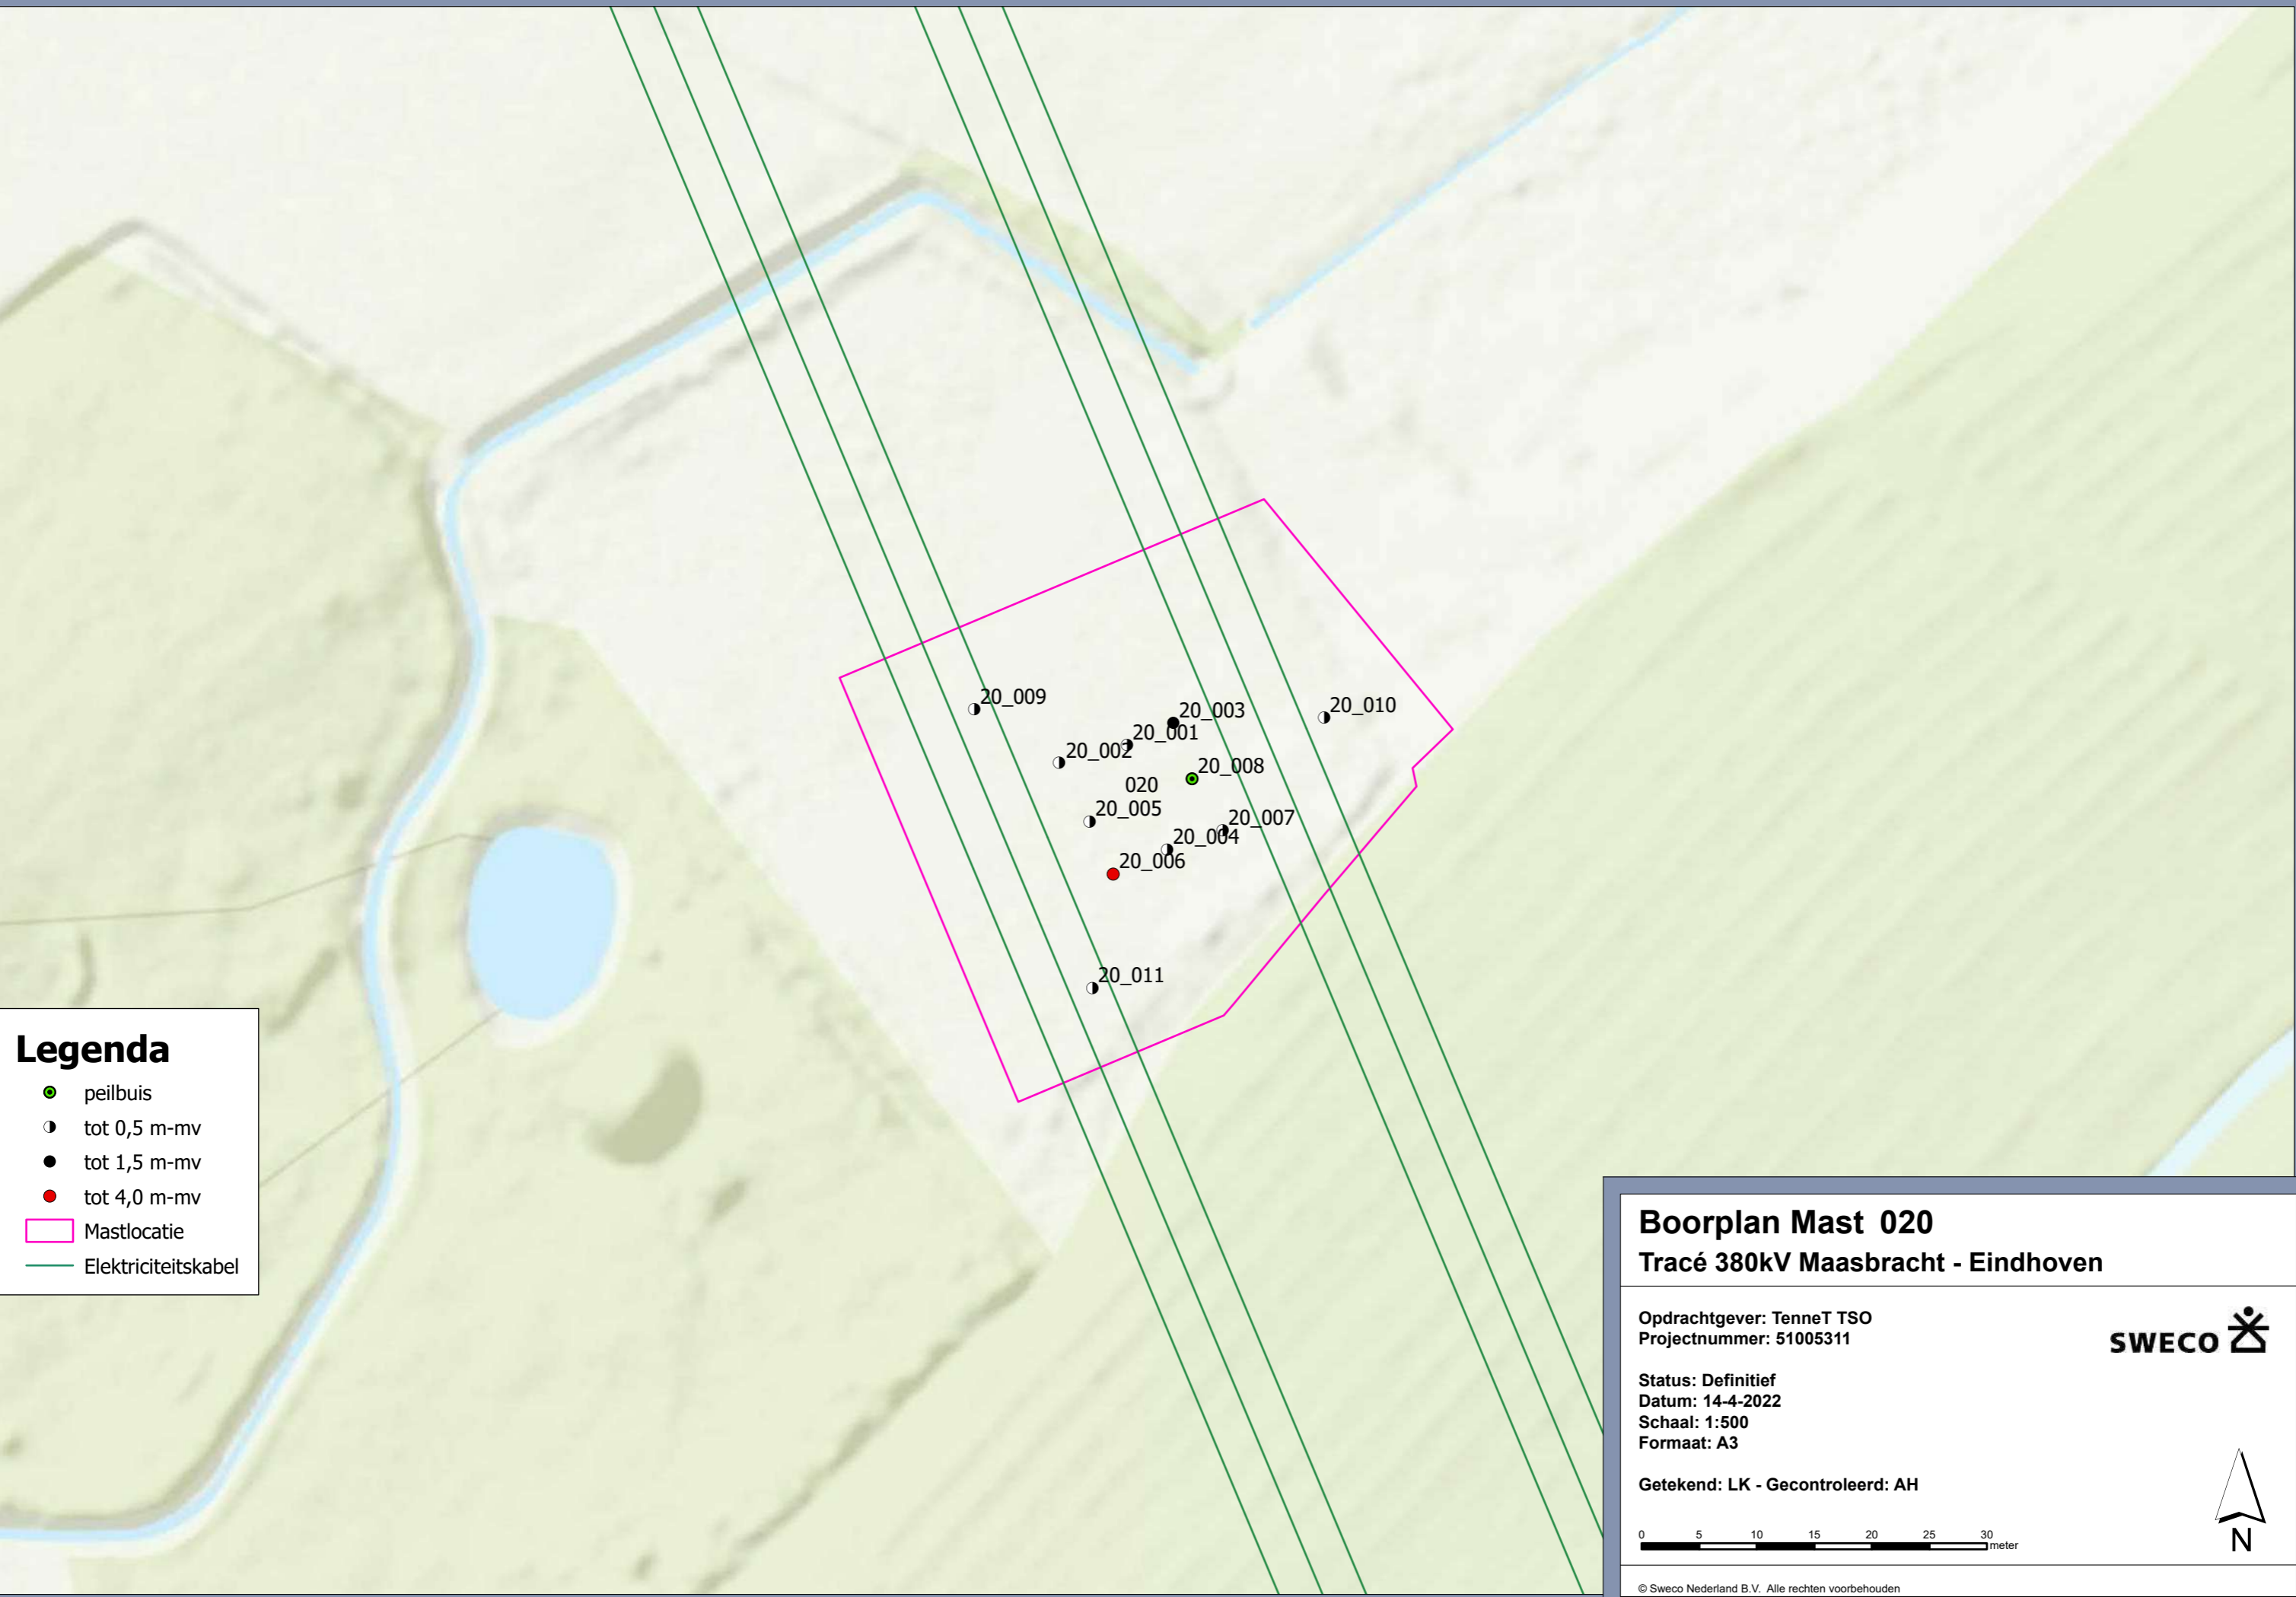 20_009
20_003
20_010
20_001
20_002
20_008
020
20_005
20_007
20_004
20_006
20_011
Legenda
peilbuis
tot 0,5 m-mv
tot 1,5 m-mv
tot 4,0 m-mv
Mastlocatie
Elektriciteitskabel
Boorplan Mast 020
Tracé 380kV Maasbracht - Eindhoven
Opdrachtgever: TenneT TSO
Projectnummer: 51005311
SWECO
Status: Definitief
Datum: 14-4-2022
Schaal: 1:500
Formaat: A3
Getekend: LK - Gecontroleerd: AH
0 5 10 15 20 25 30
meter
N
© Sweco Nederland B.V. Alle rechten voorbehouden